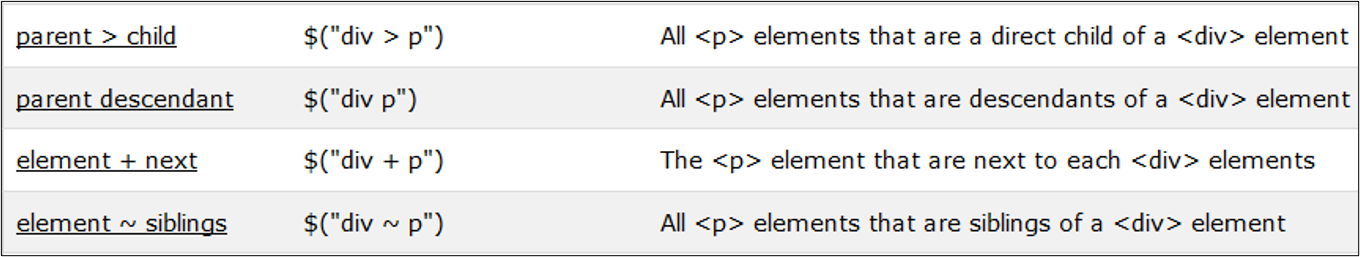 parent > child $("div > p") All <p> elements that are a direct child of a <div> element
parent descendant $("div p") All <p> elements that are descendants of a <div> element
element + next $("div + p") The <p> element that are next to each <div> elements
element ~ siblings $("div ~ p") All <p> elements that are siblings of a <div> element